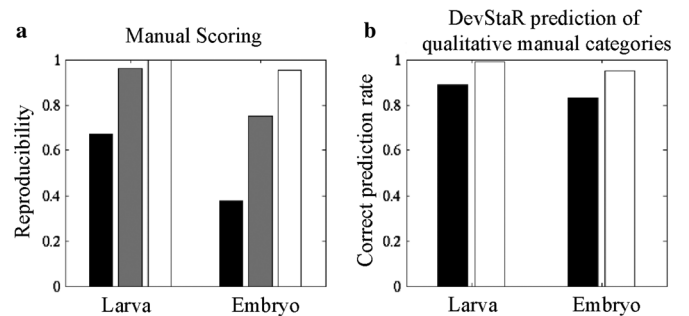 a
Manual Scoring
Reproducibility
1
0.8
0.6
0.4
0.2
0
Larva
Embryo
b
DevStaR prediction of
qualitative manual categories
Correct prediction rate
1
0.8
0.6
0.4
0.2
0
Larva
Embryo